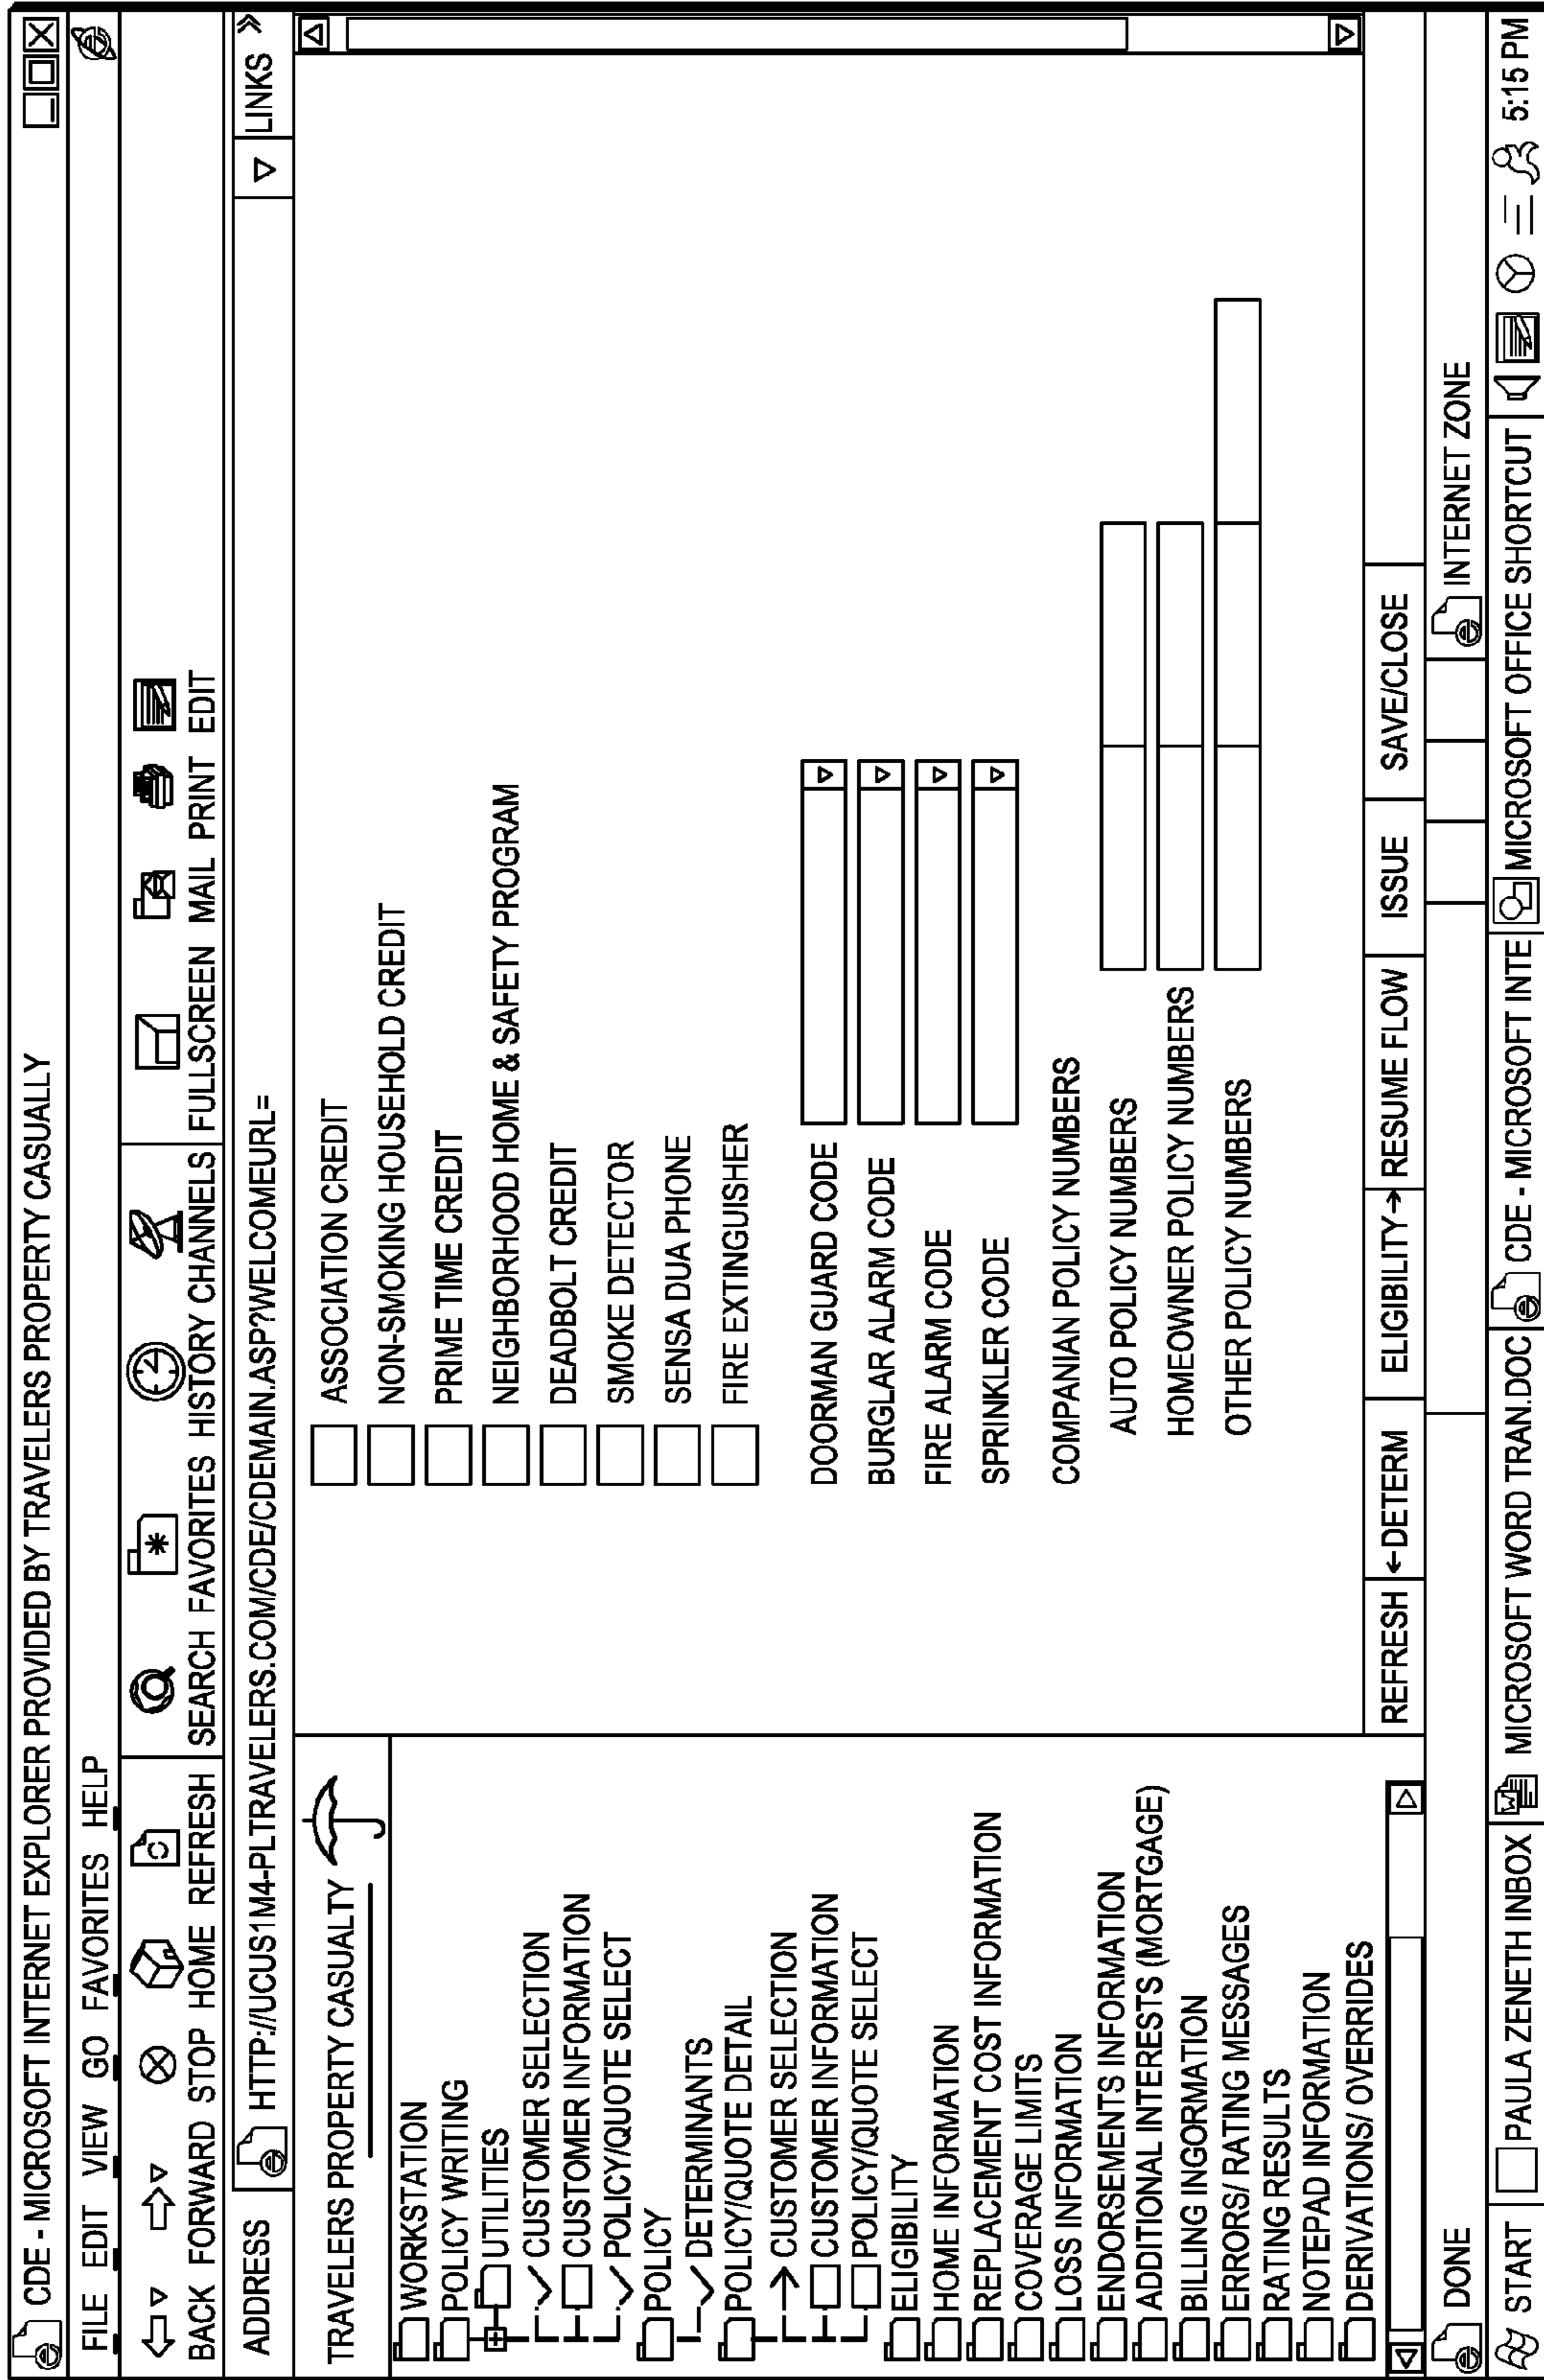 CDE - MICROSOFT INTERNET EXPLORER PROVIDED BY TRAVELERS PROPERTY CASUALLY
FILE EDIT VIEW GO FAVORITES HELP
BACK FORWARD STOP HOME REFRESH SEARCH FAVORITES HISTORY CHANNELS FULLSCREEN MAIL PRINT EDIT
ADDRESS HTTP://UCUS1M4-PLTRAVELERS.COM/CDE/CDEMAIN.ASP?WELCOMEURL= LINKS »
TRAVELERS PROPERTY CASUALTY
WORKSTATION
POLICY WRITING
UTILITIES
CUSTOMER SELECTION
CUSTOMER INFORMATION
POLICY/QUOTE SELECT
POLICY
DETERMINANTS
POLICY/QUOTE DETAIL
CUSTOMER SELECTION
CUSTOMER INFORMATION
POLICY/QUOTE SELECT
ELIGIBILITY
HOME INFORMATION
REPLACEMENT COST INFORMATION
COVERAGE LIMITS
LOSS INFORMATION
ENDORSEMENTS INFORMATION
ADDITIONAL INTERESTS (MORTGAGE)
BILLING INGORMATION
ERRORS/ RATING MESSAGES
RATING RESULTS
NOTEPAD INFORMATION
DERIVATIONS/ OVERRIDES
ASSOCIATION CREDIT
NON-SMOKING HOUSEHOLD CREDIT
PRIME TIME CREDIT
NEIGHBORHOOD HOME & SAFETY PROGRAM
DEADBOLT CREDIT
SMOKE DETECTOR
SENSA DUA PHONE
FIRE EXTINGUISHER
DOORMAN GUARD CODE
BURGLAR ALARM CODE
FIRE ALARM CODE
SPRINKLER CODE
COMPANIAN POLICY NUMBERS
AUTO POLICY NUMBERS
HOMEOWNER POLICY NUMBERS
OTHER POLICY NUMBERS
REFRESH ←DETERM ELIGIBILITY→ RESUME FLOW ISSUE SAVE/CLOSE
DONE INTERNET ZONE
START PAULA ZENETH INBOX MICROSOFT WORD TRAN.DOC CDE - MICROSOFT INTE MICROSOFT OFFICE SHORTCUT 5:15 PM